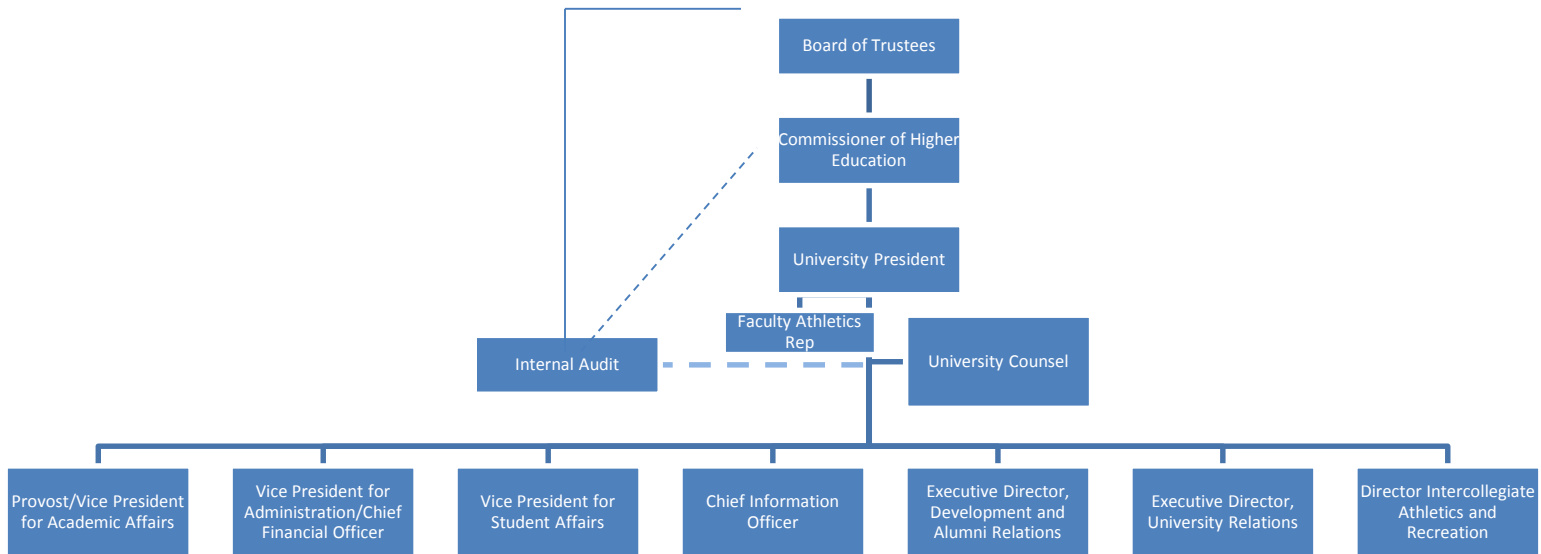 Board of Trustees
Commissioner of Higher
Education
University President
Faculty Athletics
Rep
Internal Audit
University Counsel
Provost/Vice President
for Academic Affairs
Vice President for
Administration/Chief
Financial Officer
Vice President for
Student Affairs
Chief Information
Officer
Executive Director,
Development and
Alumni Relations
Executive Director,
University Relations
Director Intercollegiate
Athletics and
Recreation